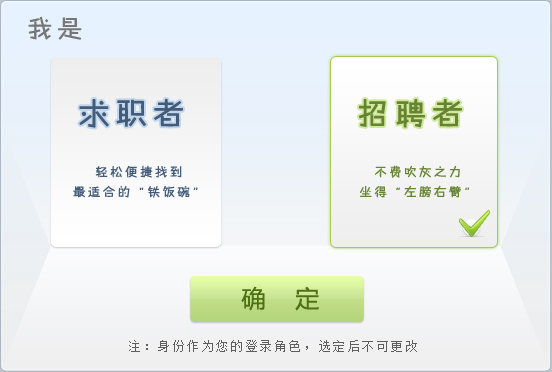 我是
求职者
轻松便捷找到
最适合的“铁饭碗”
招聘者
不费吹灰之力
坐得“左膀右臂”
确 定
注：身份作为您的登录角色，选定后不可更改